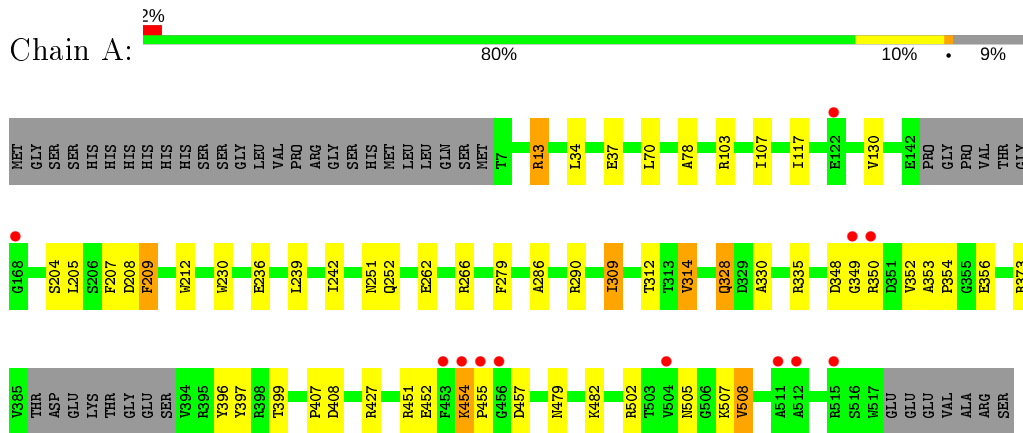 2%
Chain A:
80% 10% • 9%
MET GLY SER SER HIS HIS HIS HIS HIS HIS SER SER GLY LEU VAL PRO ARG GLY SER HIS MET LEU LEU GLN SER MET T7 R13 L34 E37 L70 A78 R103 I107 I117 E122 V130 E142 PRO GLY PRO VAL THR GLY
G168 S204 L205 S206 F207 D208 F209 W212 W230 E236 L239 I242 N251 Q252 E262 R266 F279 A286 R290 I309 T312 T313 V314 Q328 D329 A330 R335 D348 G349 R350 D351 V352 A353 P354 G355 E356 R373
V385 THR ASP GLU LYS THR GLY GLU SER V394 R395 Y396 Y397 R398 T399 P407 D408 R427 R451 E452 F453 K454 P455 G456 D457 N479 K482 R502 T503 V504 N505 Q506 K507 V508 A511 A512 R515 S516 W517 GLU GLU GLU VAL ALA ARG SER